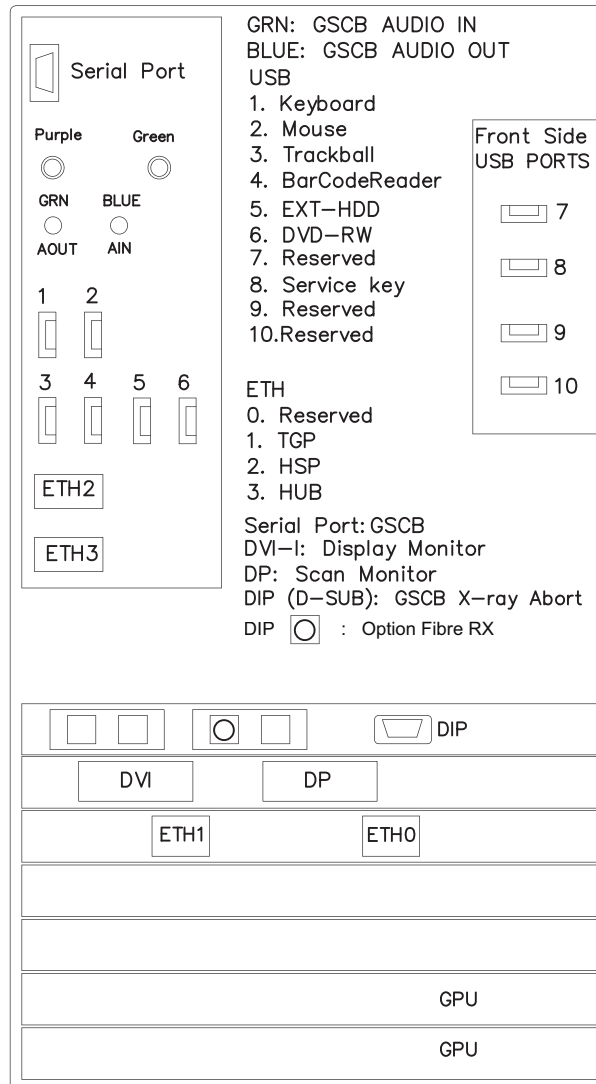 GRN: GSCB AUDIO IN
BLUE: GSCB AUDIO OUT
USB
1. Keyboard
2. Mouse
3. Trackball
4. BarCodeReader
5. EXT-HDD
6. DVD-RW
7. Reserved
8. Service key
9. Reserved
10.Reserved
ETH
0. Reserved
1. TGP
2. HSP
3. HUB
Serial Port: GSCB
DVI-I: Display Monitor
DP: Scan Monitor
DIP (D-SUB): GSCB X-ray Abort
DIP : Option Fibre RX
Serial Port
Purple Green
GRN BLUE
AOUT AIN
1 2
3 4 5 6
ETH2
ETH3
Front Side
USB PORTS
7
8
9
10
DIP
DVI DP
ETH1 ETH0
GPU
GPU